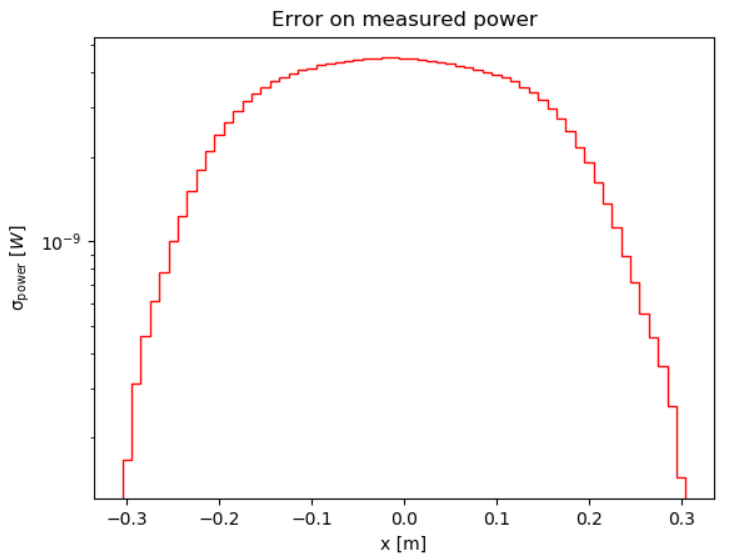 Error on measured power
σpower [W]
10⁻⁹
−0.3 −0.2 −0.1 0.0 0.1 0.2 0.3
x [m]